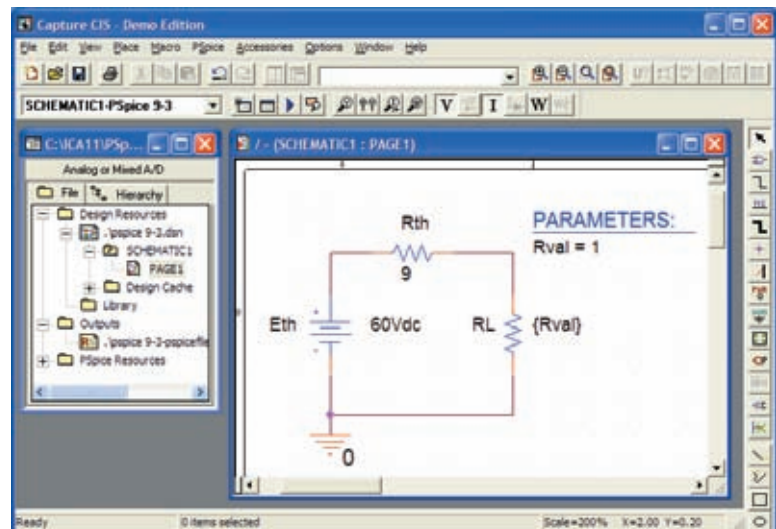 Capture CIS - Demo Edition
File Edit View Place Macro PSpice Accessories Options Window Help
SCHEMATIC1-PSpice 9-3
V I W
C:\ICA11\PSp...
/ - (SCHEMATIC1 : PAGE1)
Analog or Mixed A/D
File Hierarchy
Design Resources
.\pspice 9-3.dsn
SCHEMATIC1
PAGE1
Design Cache
Library
Outputs
.\pspice 9-3-pspicefile
PSpice Resources
Rth
9
PARAMETERS:
Rval = 1
Eth
60Vdc
RL
{Rval}
0
Ready
0 items selected
Scale=200% X=2.00 Y=0.20